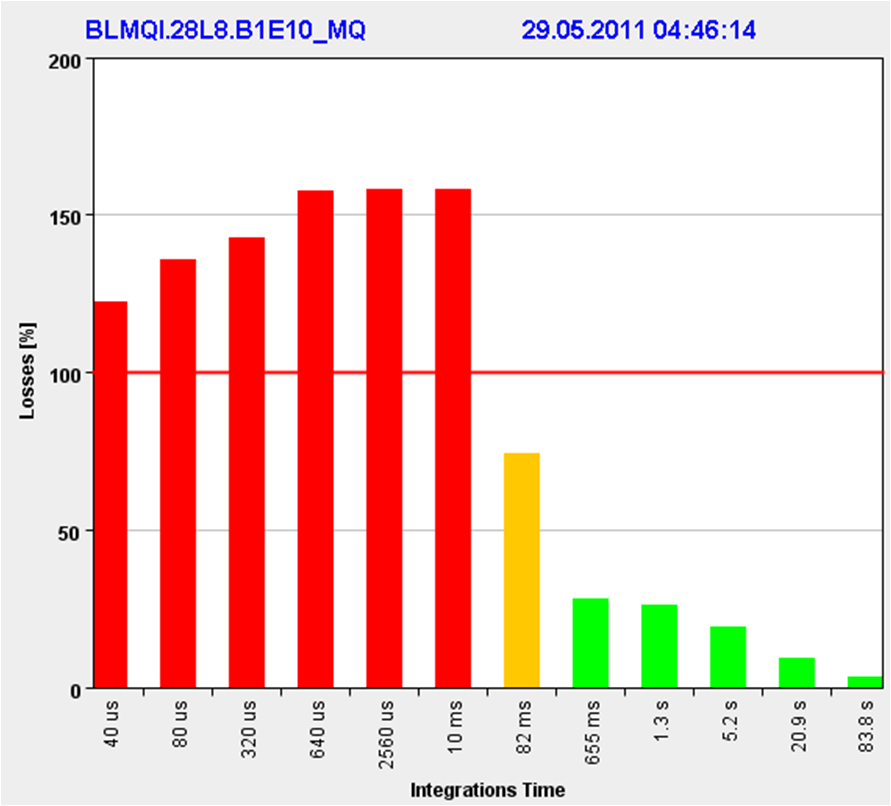 BLMQI.28L8.B1E10_MQ 29.05.2011 04:46:14
200
150
100
50
0
Losses [%]
40 us 80 us 320 us 640 us 2560 us 10 ms 82 ms 655 ms 1.3 s 5.2 s 20.9 s 83.8 s
Integrations Time